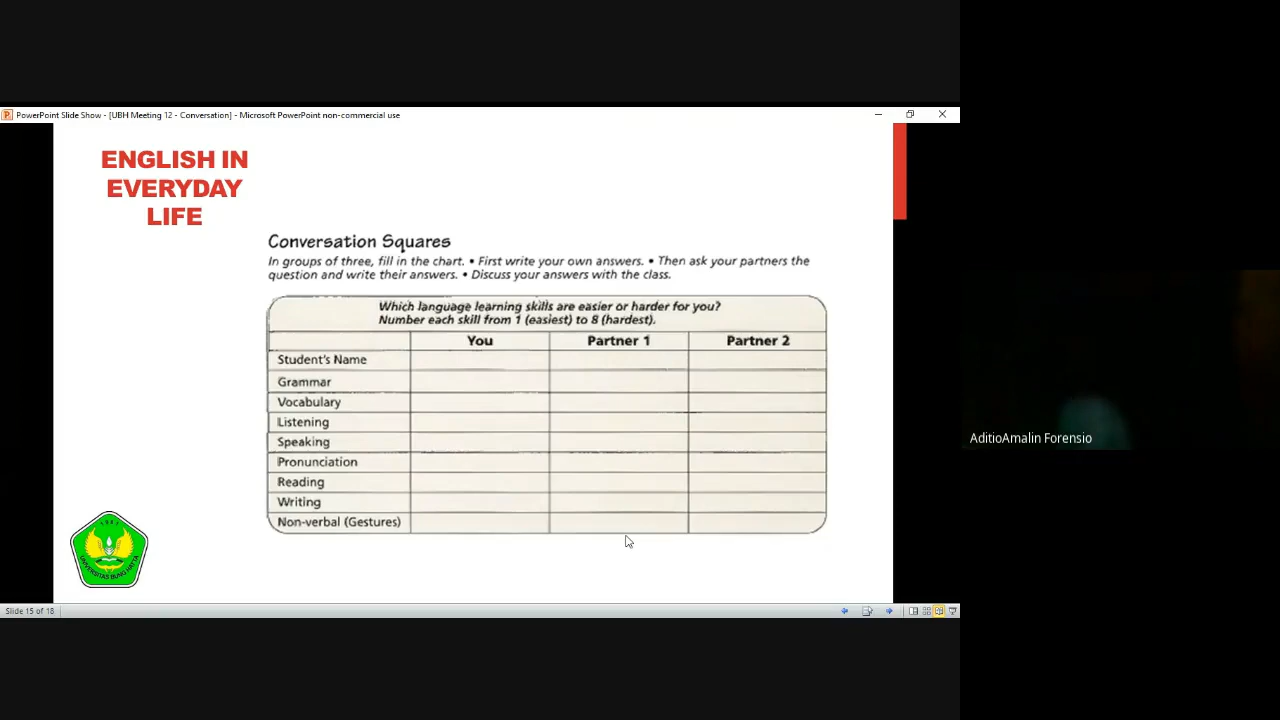 PowerPoint Slide Show - [UBH Meeting 12 - Conversation] - Microsoft PowerPoint non-commercial use
ENGLISH IN
EVERYDAY
LIFE
Conversation Squares
In groups of three, fill in the chart. • First write your own answers. • Then ask your partners the
question and write their answers. • Discuss your answers with the class.
Which language learning skills are easier or harder for you?
Number each skill from 1 (easiest) to 8 (hardest).
You Partner 1 Partner 2
Student's Name
Grammar
Vocabulary
Listening
Speaking
Pronunciation
Reading
Writing
Non-verbal (Gestures)
1981
UNIVERSITAS BUNG HATTA
AditioAmalin Forensio
Slide 15 of 18